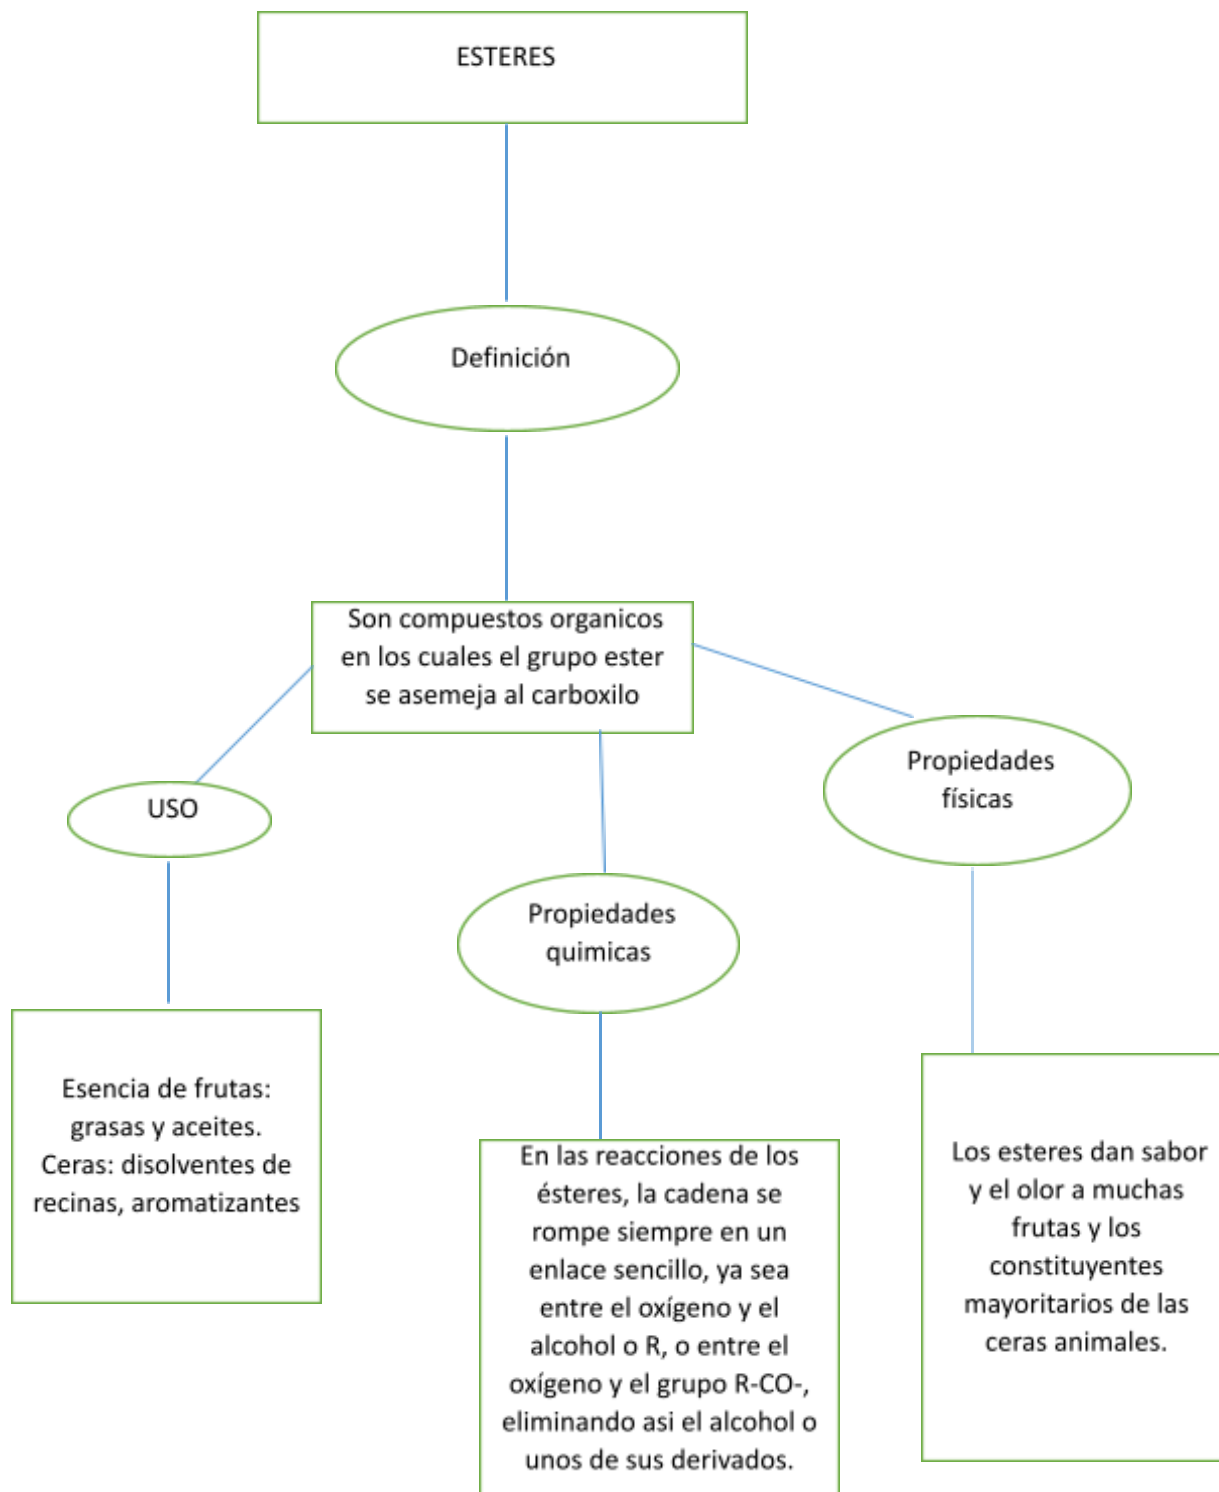 ESTERES
Definición
Son compuestos organicos
en los cuales el grupo ester
se asemeja al carboxilo
USO
Esencia de frutas:
grasas y aceites.
Ceras: disolventes de
recinas, aromatizantes
Propiedades
quimicas
En las reacciones de los
ésteres, la cadena se
rompe siempre en un
enlace sencillo, ya sea
entre el oxígeno y el
alcohol o R, o entre el
oxígeno y el grupo R-CO-,
eliminando asi el alcohol o
unos de sus derivados.
Propiedades
físicas
Los esteres dan sabor
y el olor a muchas
frutas y los
constituyentes
mayoritarios de las
ceras animales.